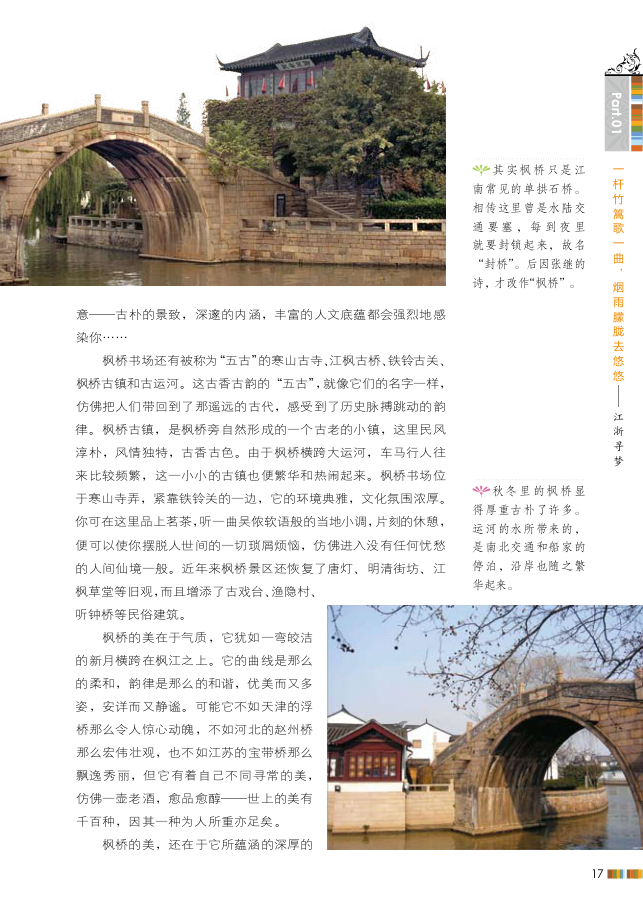 Part.01
一杆竹篙歌一曲，烟雨朦胧去悠悠——江浙寻梦
其实枫桥只是江
南常见的单拱石桥。
相传这里曾是水陆交
通要塞，每到夜里
就要封锁起来，故名
“封桥”。后因张继的
诗，才改作“枫桥”。
意——古朴的景致，深邃的内涵，丰富的人文底蕴都会强烈地感
染你……
枫桥书场还有被称为“五古”的寒山古寺、江枫古桥、铁铃古关、
枫桥古镇和古运河。这古香古韵的“五古”，就像它们的名字一样，
仿佛把人们带回到了那遥远的古代，感受到了历史脉搏跳动的韵
律。枫桥古镇，是枫桥旁自然形成的一个古老的小镇，这里民风
淳朴，风情独特，古香古色。由于枫桥横跨大运河，车马行人往
来比较频繁，这一小小的古镇也便繁华和热闹起来。枫桥书场位
于寒山寺弄，紧靠铁铃关的一边，它的环境典雅，文化氛围浓厚。
你可在这里品上茗茶，听一曲吴侬软语般的当地小调，片刻的休憩，
便可以使你摆脱人世间的一切琐屑烦恼，仿佛进入没有任何忧愁
的人间仙境一般。近年来枫桥景区还恢复了唐灯、明清街坊、江
枫草堂等旧观，而且增添了古戏台、渔隐村、
听钟桥等民俗建筑。
枫桥的美在于气质，它犹如一弯皎洁
的新月横跨在枫江之上。它的曲线是那么
的柔和，韵律是那么的和谐，优美而又多
姿，安详而又静谧。可能它不如天津的浮
桥那么令人惊心动魄，不如河北的赵州桥
那么宏伟壮观，也不如江苏的宝带桥那么
飘逸秀丽，但它有着自己不同寻常的美，
仿佛一壶老酒，愈品愈醇——世上的美有
千百种，因其一种为人所重亦足矣。
枫桥的美，还在于它所蕴涵的深厚的
秋冬里的枫桥显
得厚重古朴了许多。
运河的水所带来的，
是南北交通和船家的
停泊，沿岸也随之繁
华起来。
17